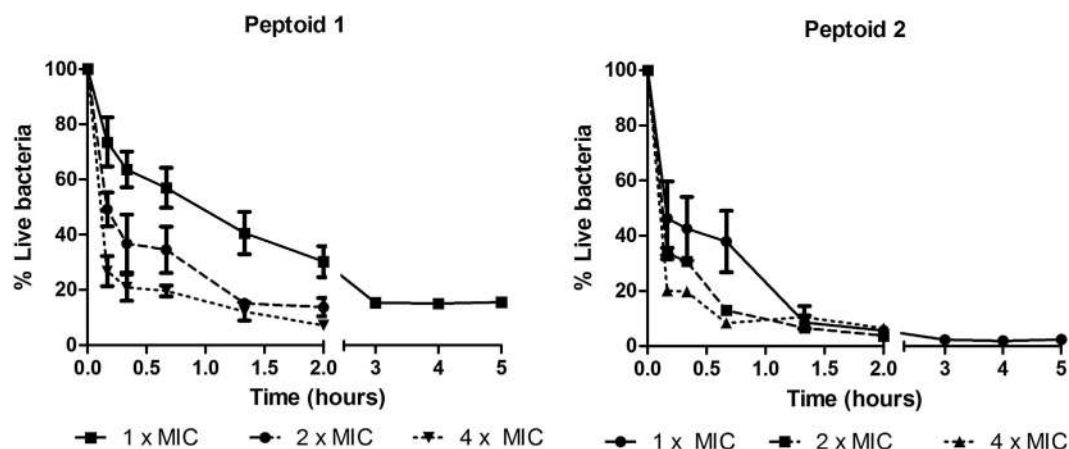 Peptoid 1
% Live bacteria
100
80
60
40
20
0
0.0 0.5 1.0 1.5 2.0 3 4 5
Time (hours)
1 x MIC 2 x MIC 4 x MIC
Peptoid 2
% Live bacteria
100
80
60
40
20
0
0.0 0.5 1.0 1.5 2.0 3 4 5
Time (hours)
1 x MIC 2 x MIC 4 x MIC